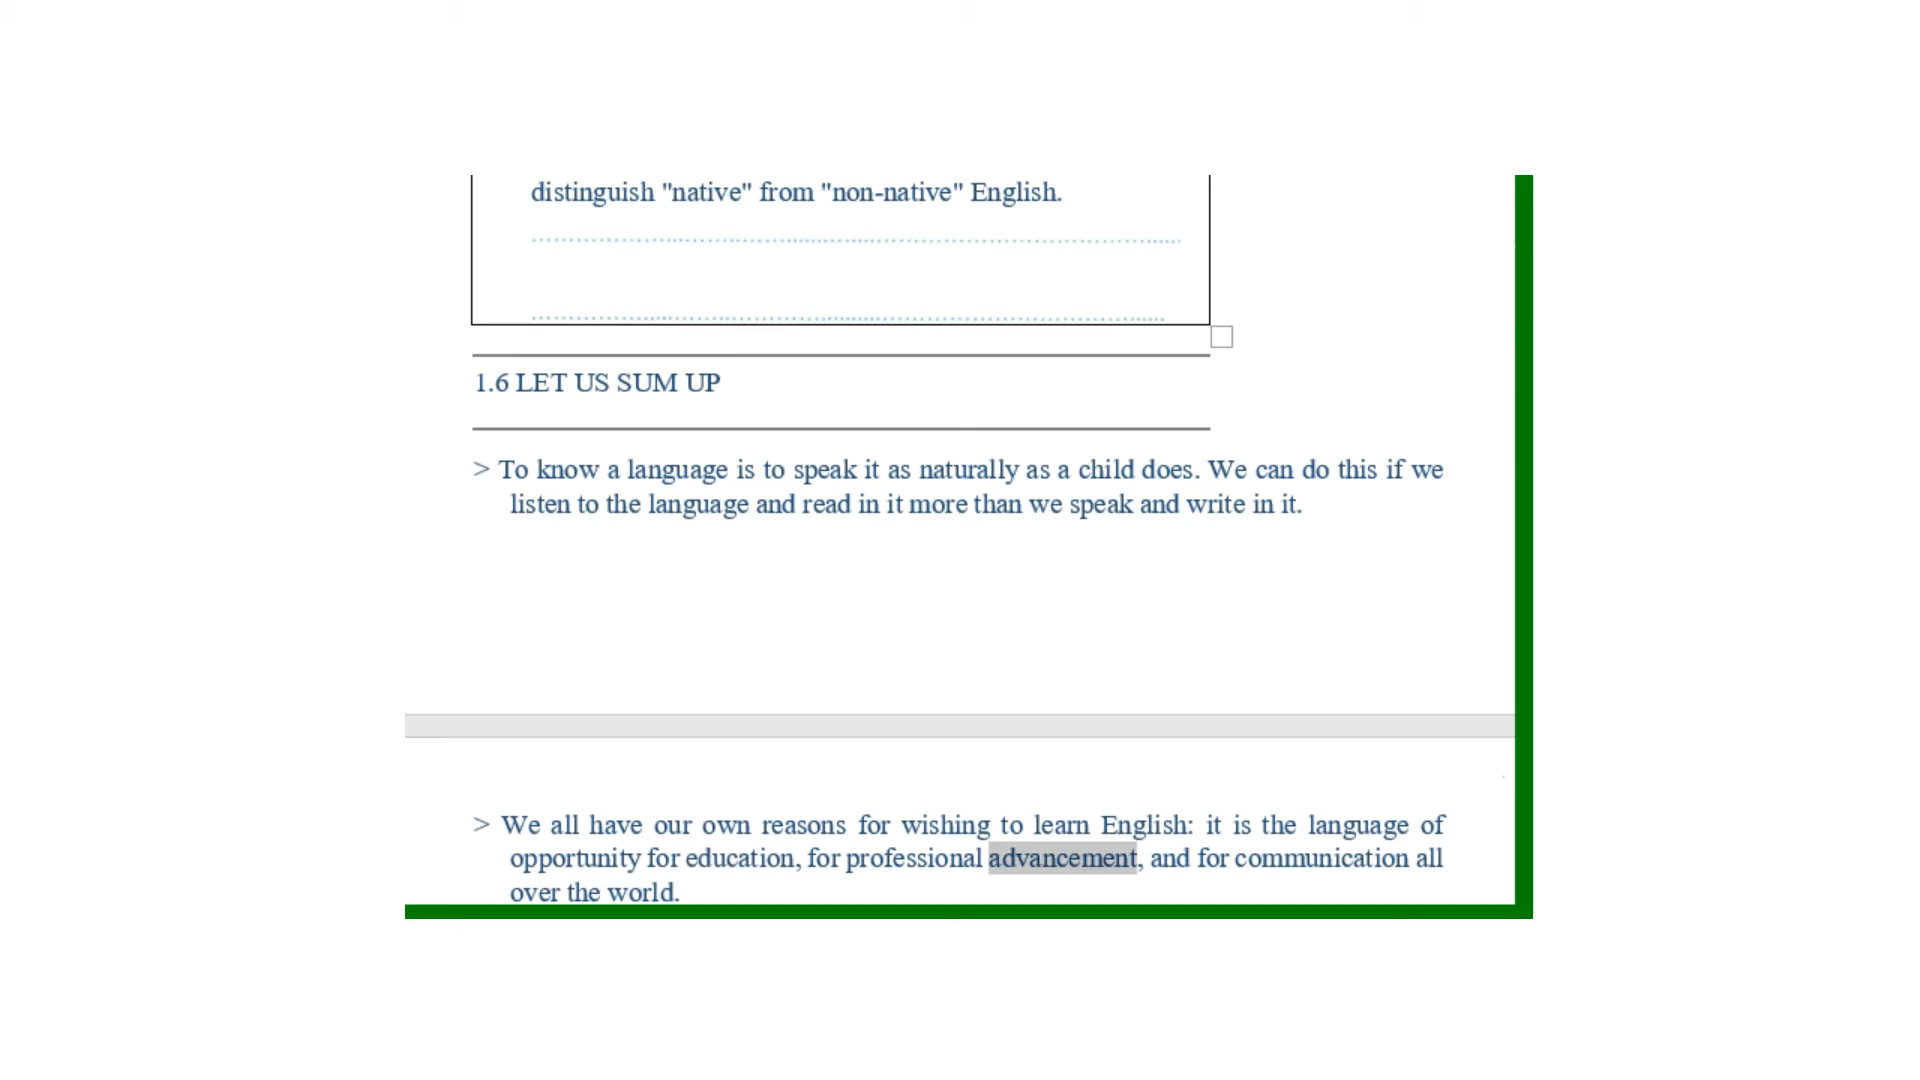 distinguish "native" from "non-native" English.
................................................................................................
................................................................................................
1.6 LET US SUM UP
> To know a language is to speak it as naturally as a child does. We can do this if we
listen to the language and read in it more than we speak and write in it.
> We all have our own reasons for wishing to learn English: it is the language of
opportunity for education, for professional advancement, and for communication all
over the world.